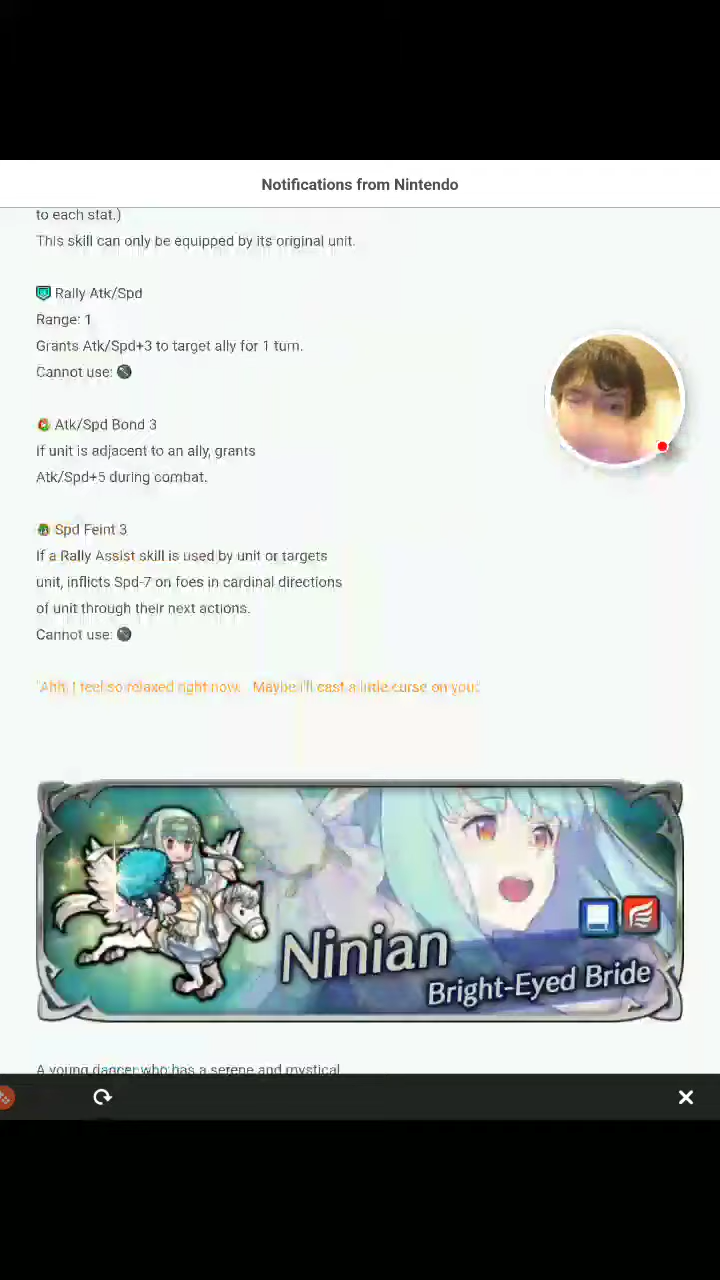 Notifications from Nintendo
to each stat.)
This skill can only be equipped by its original unit.
Rally Atk/Spd
Range: 1
Grants Atk/Spd+3 to target ally for 1 turn.
Cannot use:
Atk/Spd Bond 3
If unit is adjacent to an ally, grants
Atk/Spd+5 during combat.
Spd Feint 3
If a Rally Assist skill is used by unit or targets
unit, inflicts Spd-7 on foes in cardinal directions
of unit through their next actions.
Cannot use:
"Ahh, I feel so relaxed right now. Maybe I'll cast a little curse on you."
Ninian
Bright-Eyed Bride
A young dancer who has a serene and mystical